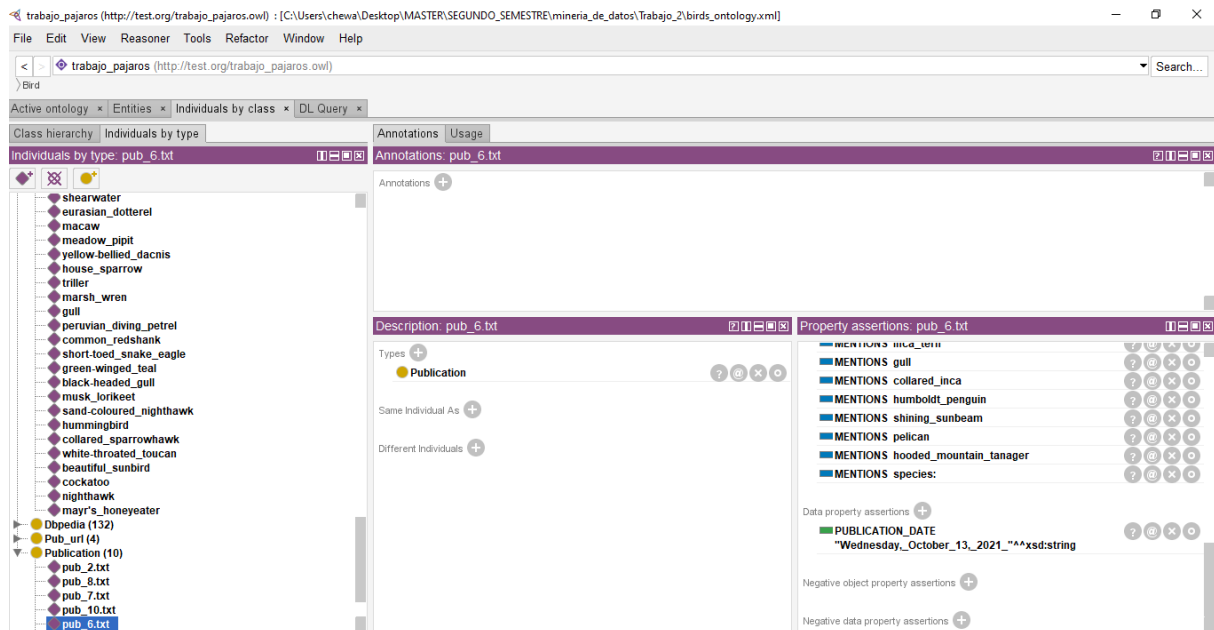 trabajo_pajaros (http://test.org/trabajo_pajaros.owl) : [C:\Users\chewa\Desktop\MASTER\SEGUNDO_SEMESTRE\mineria_de_datos\Trabajo_2\birds_ontology.xml]
File Edit View Reasoner Tools Refactor Window Help
< > trabajo_pajaros (http://test.org/trabajo_pajaros.owl) Search...
Bird
Active ontology × Entities × Individuals by class × DL Query ×
Class hierarchy Individuals by type
Individuals by type: pub_6.txt
shearwater
eurasian_dotterel
macaw
meadow_pipit
yellow-bellied_dacnis
house_sparrow
triller
marsh_wren
gull
peruvian_diving_petrel
common_redshank
short-toed_snake_eagle
green-winged_teal
black-headed_gull
musk_lorikeet
sand-coloured_nighthawk
hummingbird
collared_sparrowhawk
white-throated_toucan
beautiful_sunbird
cockatoo
nighthawk
mayr's_honeyeater
Dbpedia (132)
Pub_url (4)
Publication (10)
pub_2.txt
pub_8.txt
pub_7.txt
pub_10.txt
pub_6.txt
Annotations Usage
Annotations: pub_6.txt
Annotations
Description: pub_6.txt
Types
Publication
Same Individual As
Different Individuals
Property assertions: pub_6.txt
MENTIONS inca_tern
MENTIONS gull
MENTIONS collared_inca
MENTIONS humboldt_penguin
MENTIONS shining_sunbeam
MENTIONS pelican
MENTIONS hooded_mountain_tanager
MENTIONS species:
Data property assertions
PUBLICATION_DATE
"Wednesday,_October_13,_2021_"^^xsd:string
Negative object property assertions
Negative data property assertions